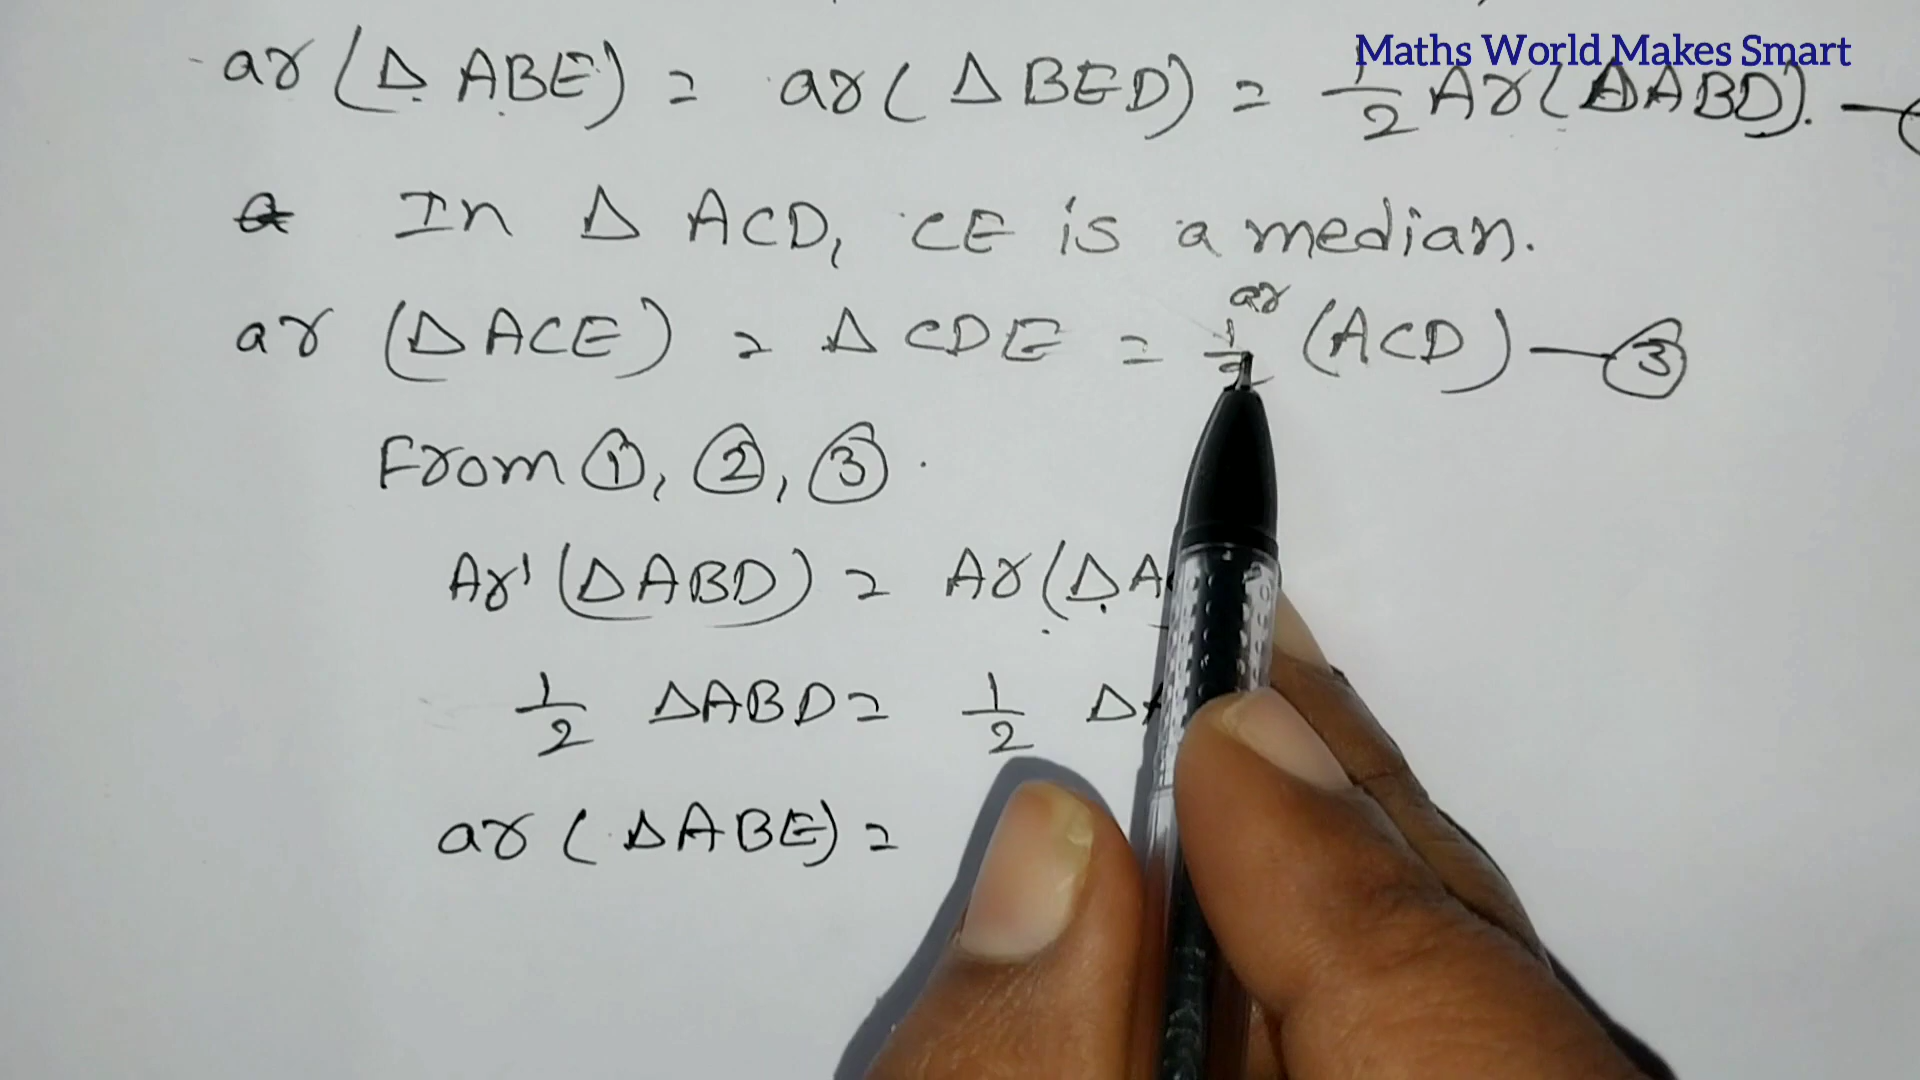 Maths World Makes Smart
ar (Δ ABE) = ar ( Δ BED) = 1/2 Ar (Δ ABD). —
In Δ ACD, CE is a median.
ar (Δ ACE) = Δ CDE = 1/2 ar (ACD) — ③
From ①, ②, ③.
Ar (Δ ABD) = Ar (Δ A
1/2 Δ ABD = 1/2 Δ
ar ( Δ ABE) =